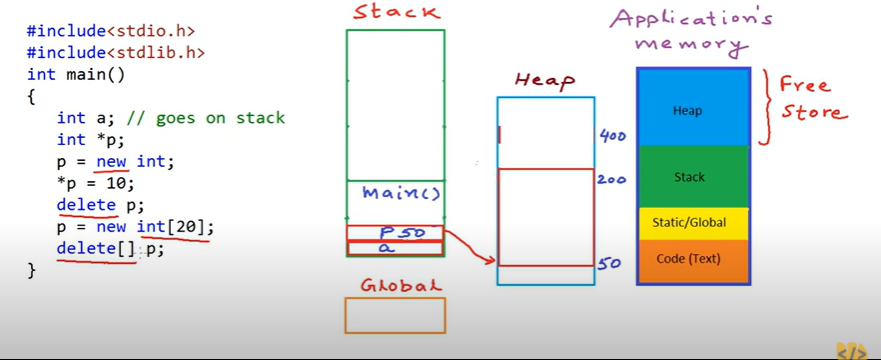 #include<stdio.h>
#include<stdlib.h>
int main()
{
int a; // goes on stack
int *p;
p = new int;
*p = 10;
delete p;
p = new int[20];
delete[] p;
}
Stack
main()
P 50
a
Global
Heap
400
200
50
Application's
memory
Heap
Stack
Static/Global
Code (Text)
Free
Store
</>